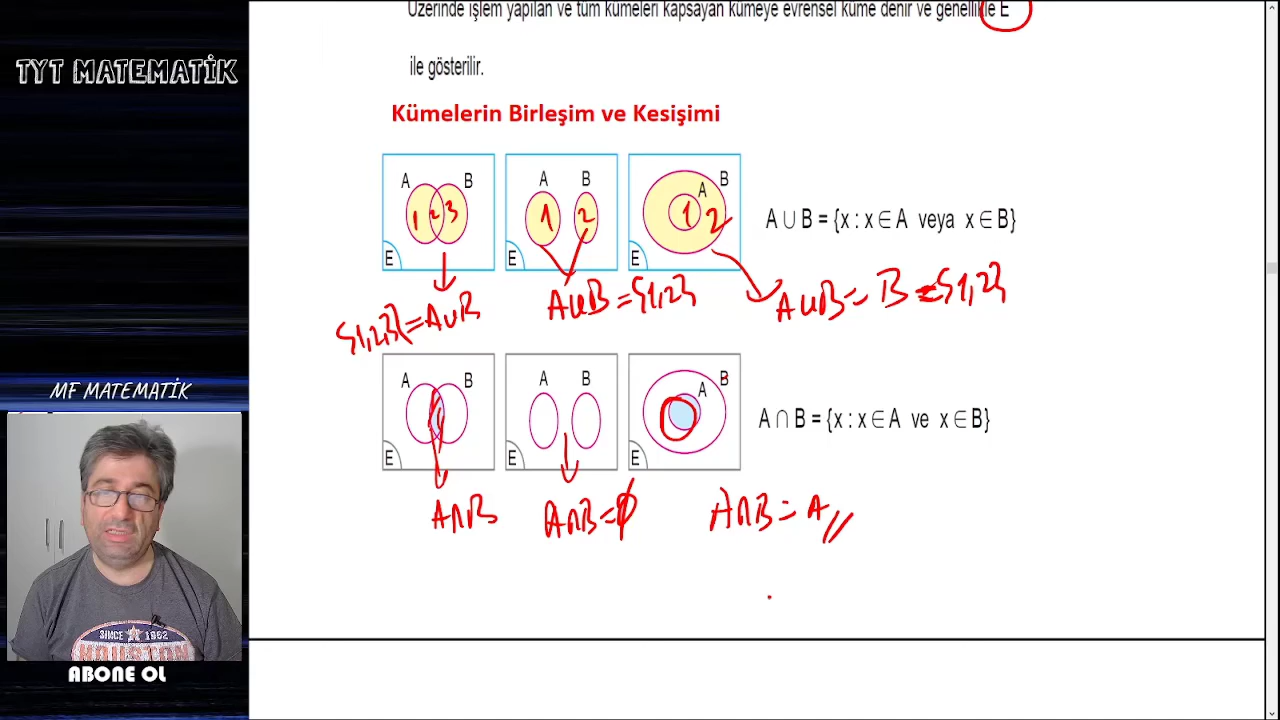 Üzerinde işlem yapılan ve tüm kümeleri kapsayan kümeye evrensel küme denir ve genellikle E
ile gösterilir.
TYT MATEMATİK
Kümelerin Birleşim ve Kesişimi
A B A B A B
1 2 3 1 2 1 2
E E E
A ∪ B = {x : x ∈ A veya x ∈ B}
{1,2,3} = A∪B
A∪B = {1,2}
A∪B = B = {1,2}
MF MATEMATİK
A B A B A B
E E E
A ∩ B = {x : x ∈ A ve x ∈ B}
A∩B
A∩B = ∅
A∩B = A //
SINCE 1962
ABONE OL